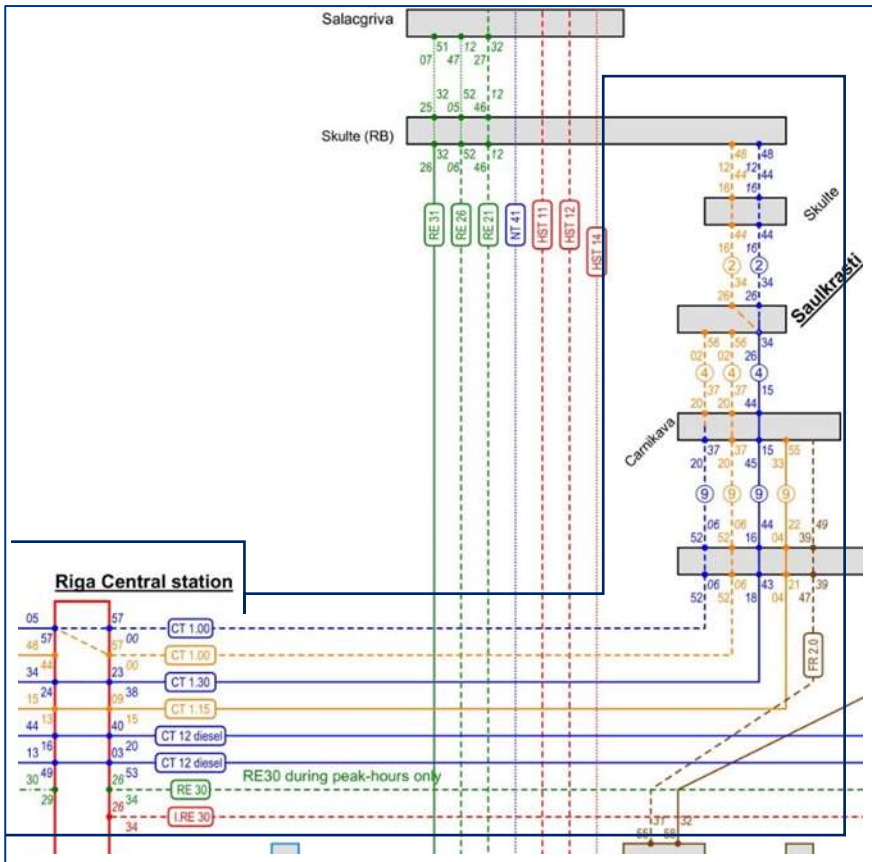 Salacgriva
51 12 32
07 47 27
32 52 12
25 05 46
Skulte (RB)
32 52 12
26 06 46
48 48
12 12
44 44
16 16
Skulte
44 44
16 16
RE 31
RE 26
RE 21
NT 41
HST 11
HST 12
HST 14
2 2
34 34
26 26
Saulkrasti
56 56 34
02 02 26
4 4 4
37 37 15
20 20 44
Carnikava
37 37 15 55
20 20 45 33
9 9 9 9
06 06 44 22 49
52 52 16 04 39
06 06 43 21 39
52 52 18 04 47
Riga Central station
05 57
57 00
CT 1.00
48 57
44 00
CT 1.00
34 23
24 38
CT 1.30
15 09
13 15
CT 1.15
44 40
16 20
CT 12 diesel
13 03
49 53
CT 12 diesel
FR 2.0
RE30 during peak-hours only
30 26
29 34
RE 30
26
34
I.RE 30
31 32
55 58